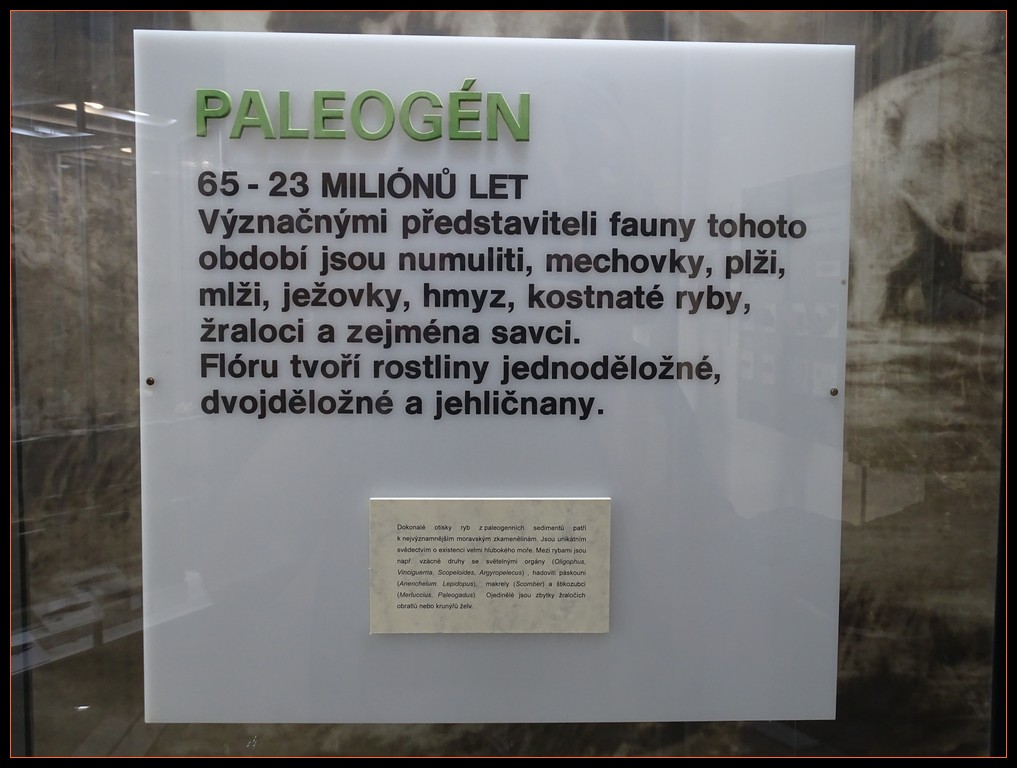 PALEOGÉN
65 - 23 MILIÓNŮ LET
Význačnými představiteli fauny tohoto
období jsou numuliti, mechovky, plži,
mlži, ježovky, hmyz, kostnaté ryby,
žraloci a zejména savci.
Flóru tvoří rostliny jednoděložné,
dvojděložné a jehličnany.
Dokonalé otisky ryb z paleogenních sedimentů patří
k nejvýznamnějším moravským zkamenělinám. Jsou unikátním
svědectvím o existenci velmi hlubokého moře. Mezi rybami jsou
např. vzácné druhy se světelnými orgány (Oligophus,
Vinciguerria, Scopeloides, Argyropelecus) , hadovití páskouni
(Anenchelum, Lepidopus), makrely (Scomber) a štikozubci
(Merluccius, Paleogadus). Ojedinělé jsou zbytky žraločích
obratlů nebo krunýřů želv.